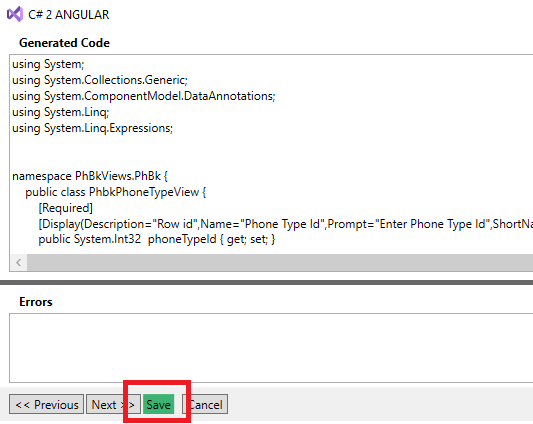 C# 2 ANGULAR
Generated Code
using System;
using System.Collections.Generic;
using System.ComponentModel.DataAnnotations;
using System.Linq;
using System.Linq.Expressions;
namespace PhBkViews.PhBk {
public class PhbkPhoneTypeView {
[Required]
[Display(Description="Row id",Name="Phone Type Id",Prompt="Enter Phone Type Id",ShortNa
public System.Int32  phoneTypeId { get; set; }
Errors
<< Previous Next >> Save Cancel